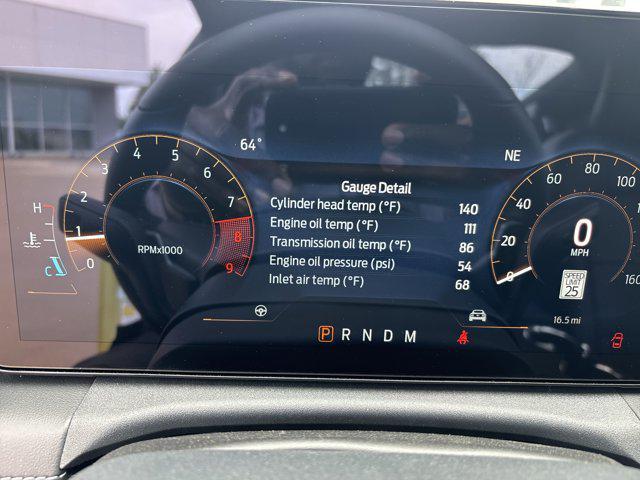 64°
NE
Gauge Detail
Cylinder head temp (°F) 140
Engine oil temp (°F) 111
Transmission oil temp (°F) 86
Engine oil pressure (psi) 54
Inlet air temp (°F) 68
P R N D M
0 1 2 3 4 5 6 7 8 9
RPMx1000
H
C
0 20 40 60 80 100
160
0
MPH
SPEED
LIMIT
25
16.5 mi